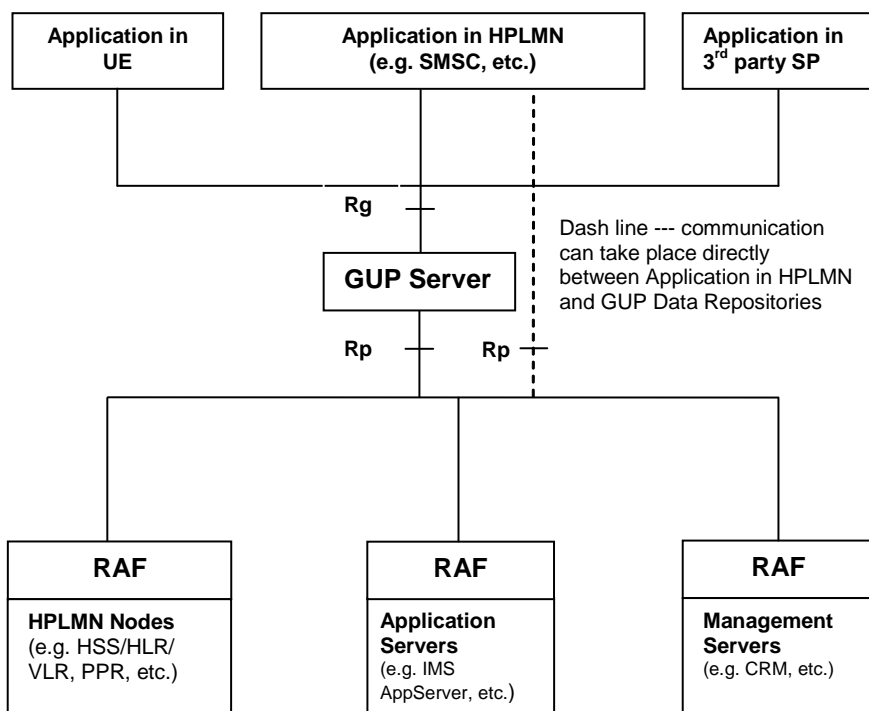 Application in
UE
Application in HPLMN
(e.g. SMSC, etc.)
Application in
3rd party SP
Rg
Dash line --- communication
can take place directly
between Application in HPLMN
and GUP Data Repositories
GUP Server
Rp
Rp
RAF
HPLMN Nodes
(e.g. HSS/HLR/
VLR, PPR, etc.)
RAF
Application
Servers
(e.g. IMS
AppServer, etc.)
RAF
Management
Servers
(e.g. CRM, etc.)